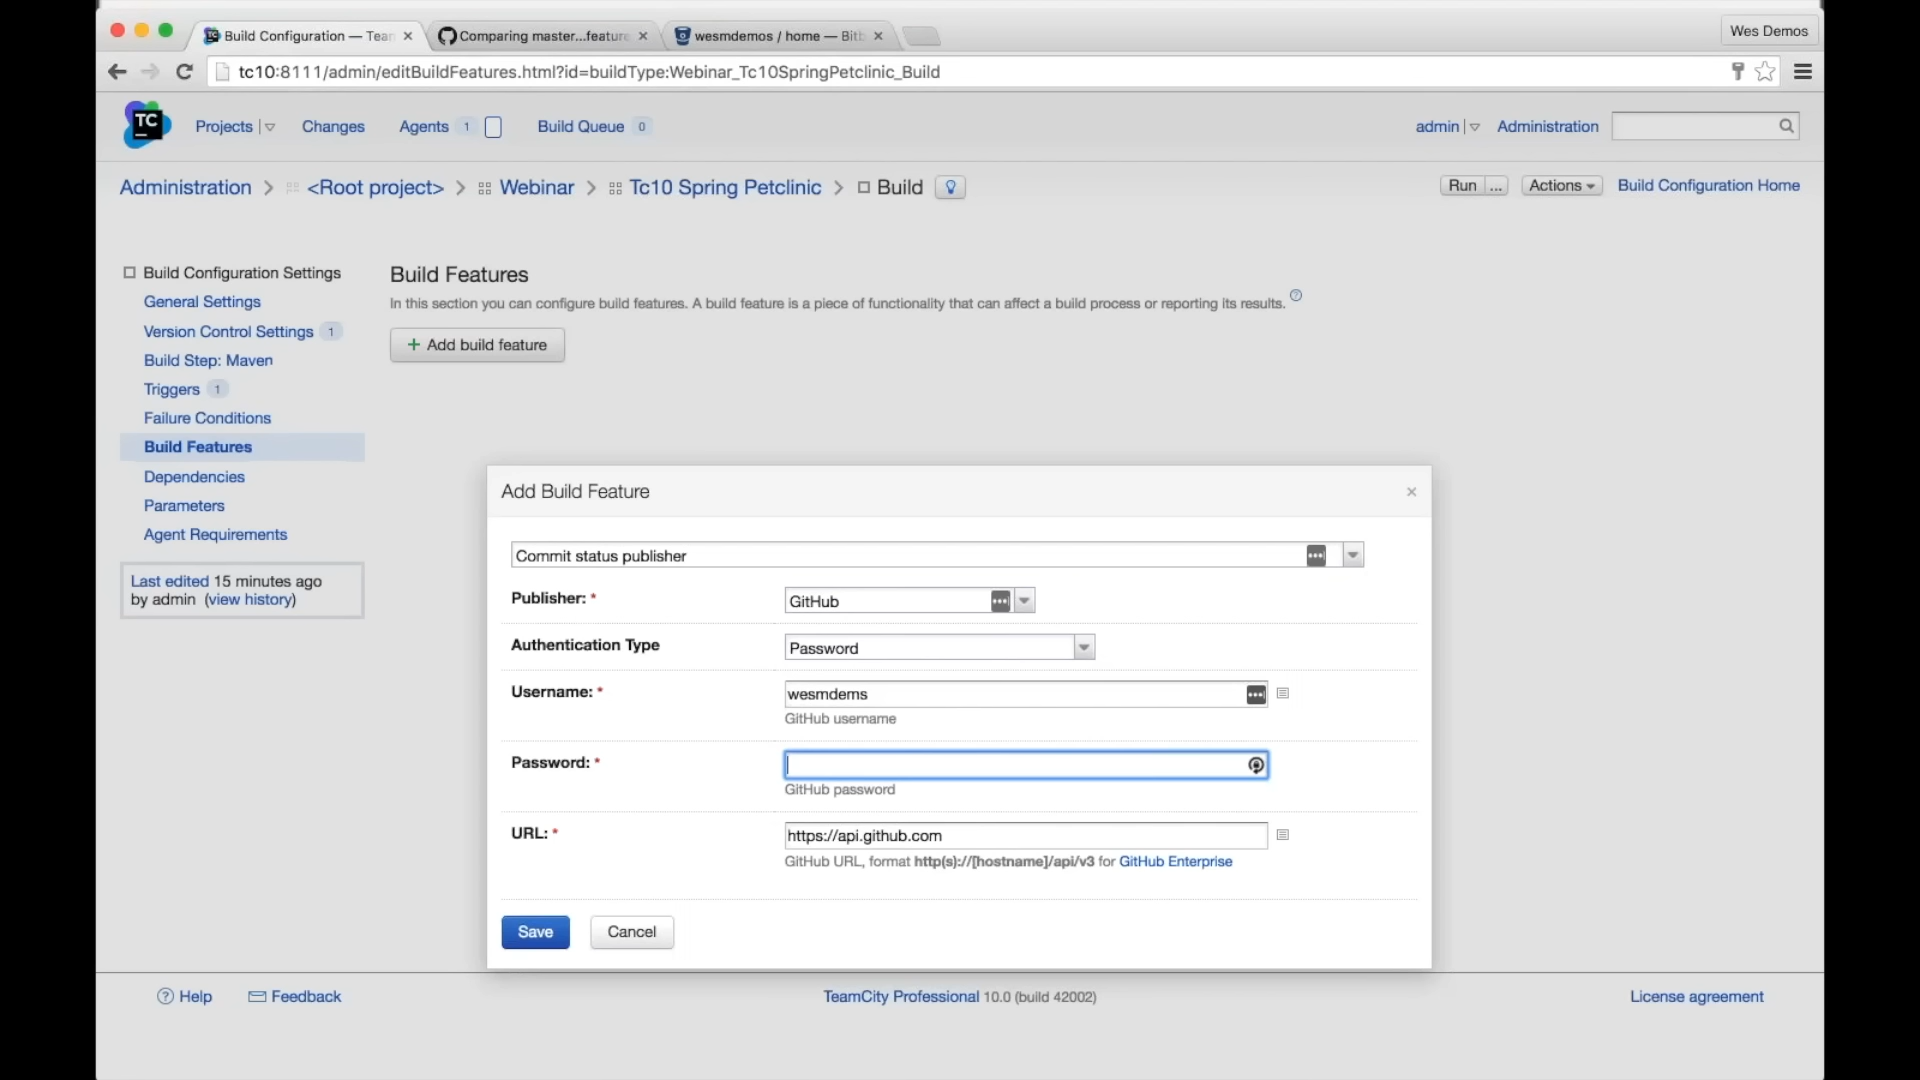 Build Configuration — Tear
Comparing master...feature
wesmdemos / home — Bitb
Wes Demos
tc10:8111/admin/editBuildFeatures.html?id=buildType:Webinar_Tc10SpringPetclinic_Build
TC
Projects
Changes
Agents 1
Build Queue 0
admin
Administration
Administration > <Root project> > Webinar > Tc10 Spring Petclinic > Build
Run ...
Actions
Build Configuration Home
Build Configuration Settings
General Settings
Version Control Settings 1
Build Step: Maven
Triggers 1
Failure Conditions
Build Features
Dependencies
Parameters
Agent Requirements
Last edited 15 minutes ago
by admin (view history)
Build Features
In this section you can configure build features. A build feature is a piece of functionality that can affect a build process or reporting its results. ?
+ Add build feature
Add Build Feature
Commit status publisher
Publisher: *
GitHub
Authentication Type
Password
Username: *
wesmdems
GitHub username
Password: *
GitHub password
URL: *
https://api.github.com
GitHub URL, format http(s)://[hostname]/api/v3 for GitHub Enterprise
Save
Cancel
? Help
Feedback
TeamCity Professional 10.0 (build 42002)
License agreement